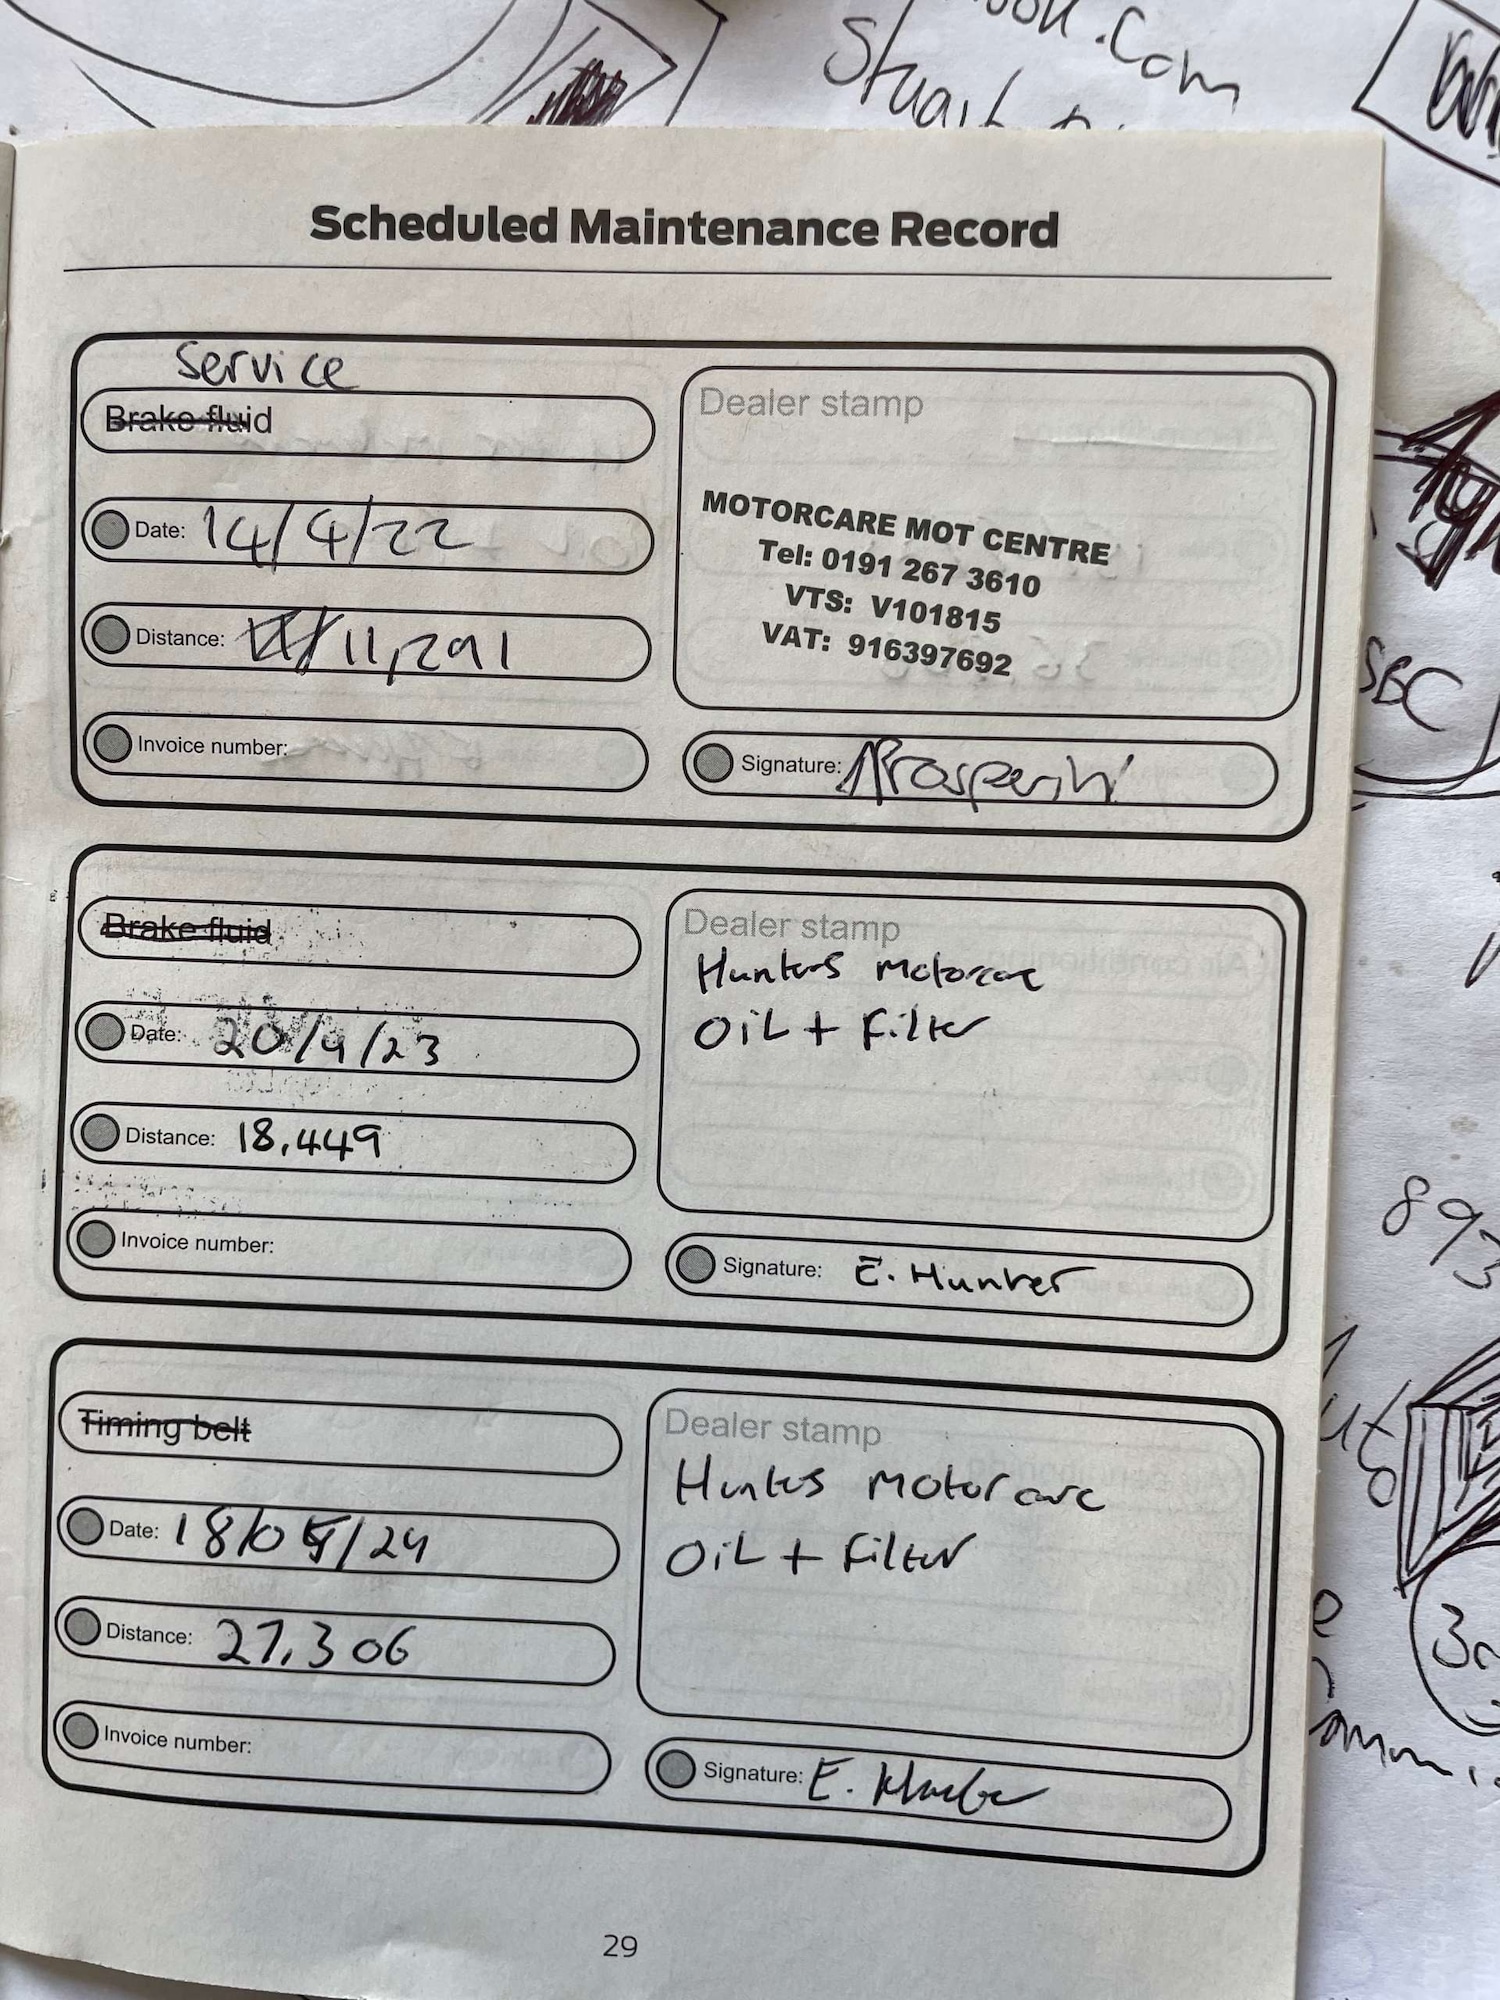 .Com
Scheduled Maintenance Record
Service
Brake fluid
Date: 14/4/22
Distance: 11,291
Invoice number:
Dealer stamp
MOTORCARE MOT CENTRE
Tel: 0191 267 3610
VTS: V101815
VAT: 916397692
Signature:
Brake fluid
Date: 20/4/23
Distance: 18.449
Invoice number:
Dealer stamp
Hunters Motorcare
OiL + Filter
Signature: E. Hunter
Timing belt
Date: 18/05/24
Distance: 27.306
Invoice number:
Dealer stamp
Hunters Motorcare
OiL + Filter
Signature: E.
29
SBC
893